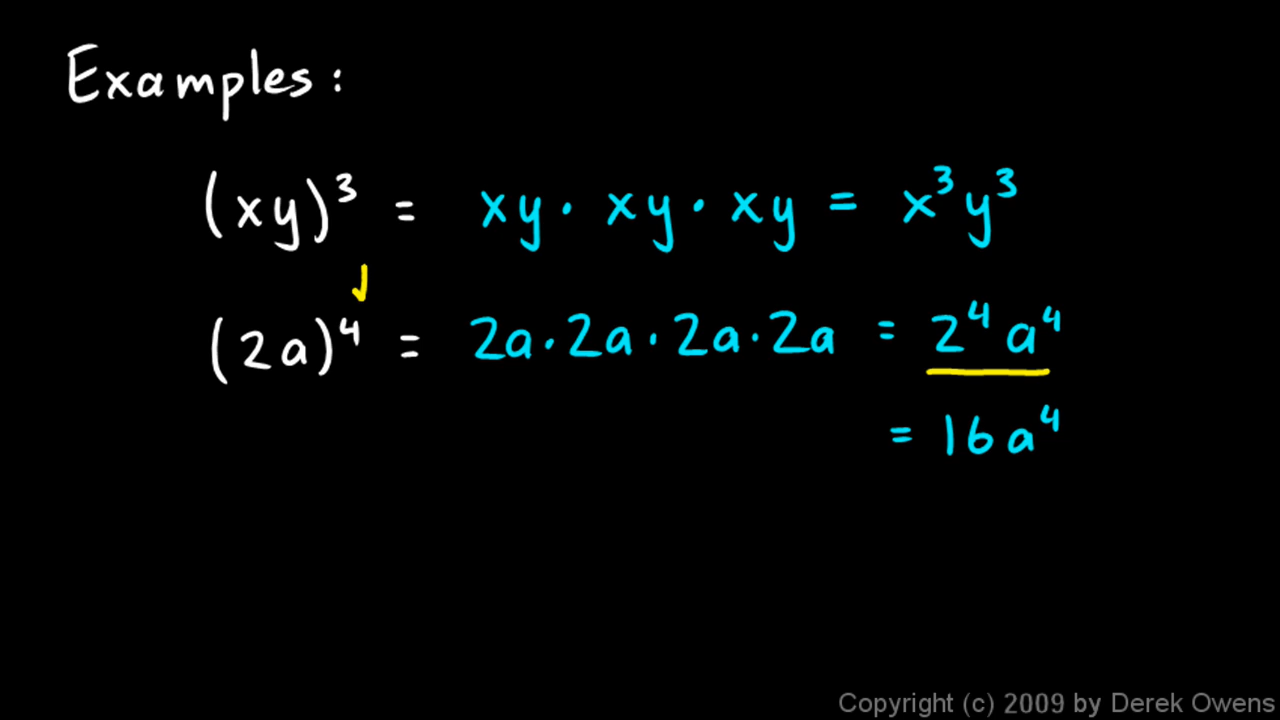 Examples:
(xy)³ = xy · xy · xy = x³y³
(2a)⁴ = 2a · 2a · 2a · 2a = 2⁴a⁴
= 16a⁴
Copyright (c) 2009 by Derek Owens